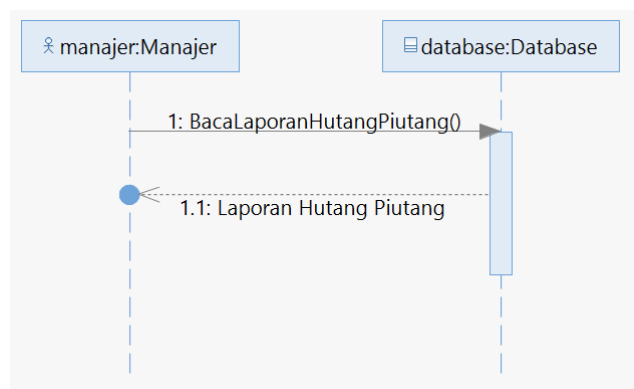 manajer:Manajer
database:Database
1: BacaLaporanHutangPiutang()
1.1: Laporan Hutang Piutang